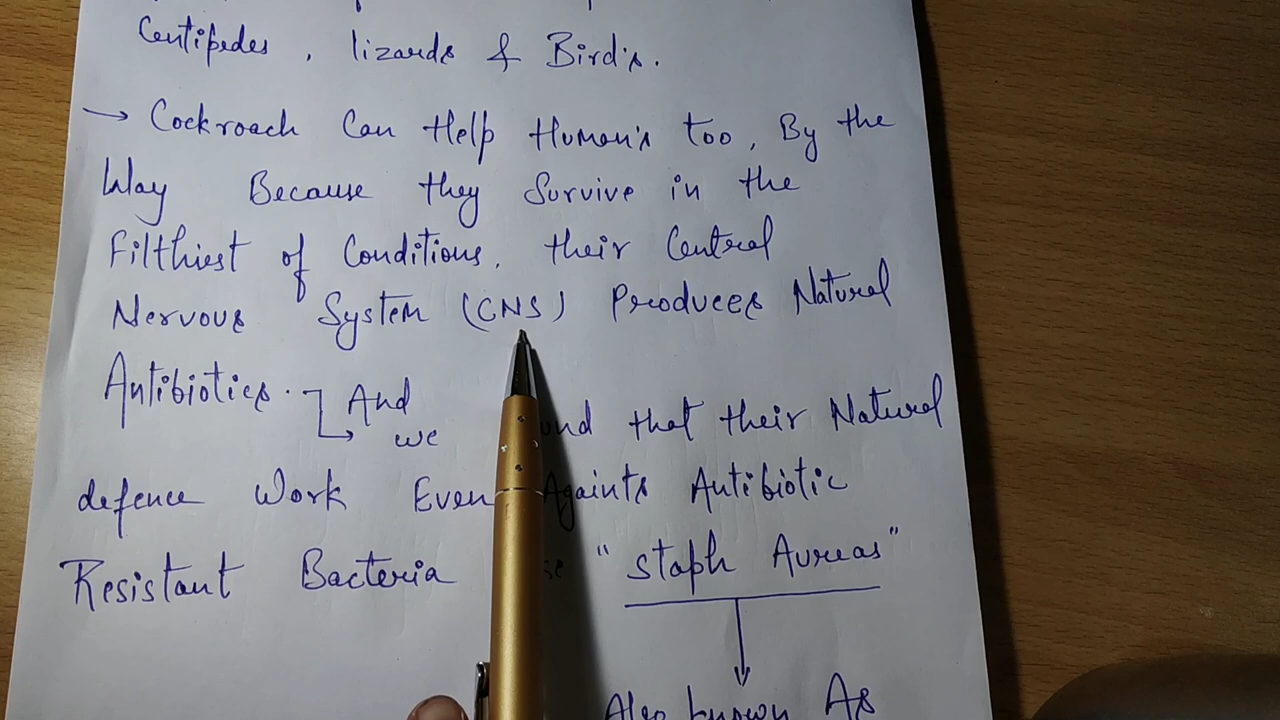 Centipedes, lizards & Bird's.
→ Cockroach Can Help Human's too, By the
Way Because they Survive in the
Filthiest of Conditions, their Central
Nervous System (CNS) Produces Natural
Antibiotics. And
we und that their Natural
defence Work Even Againts Antibiotic
Resistant Bacteria "Staph Aureas"
Also known As